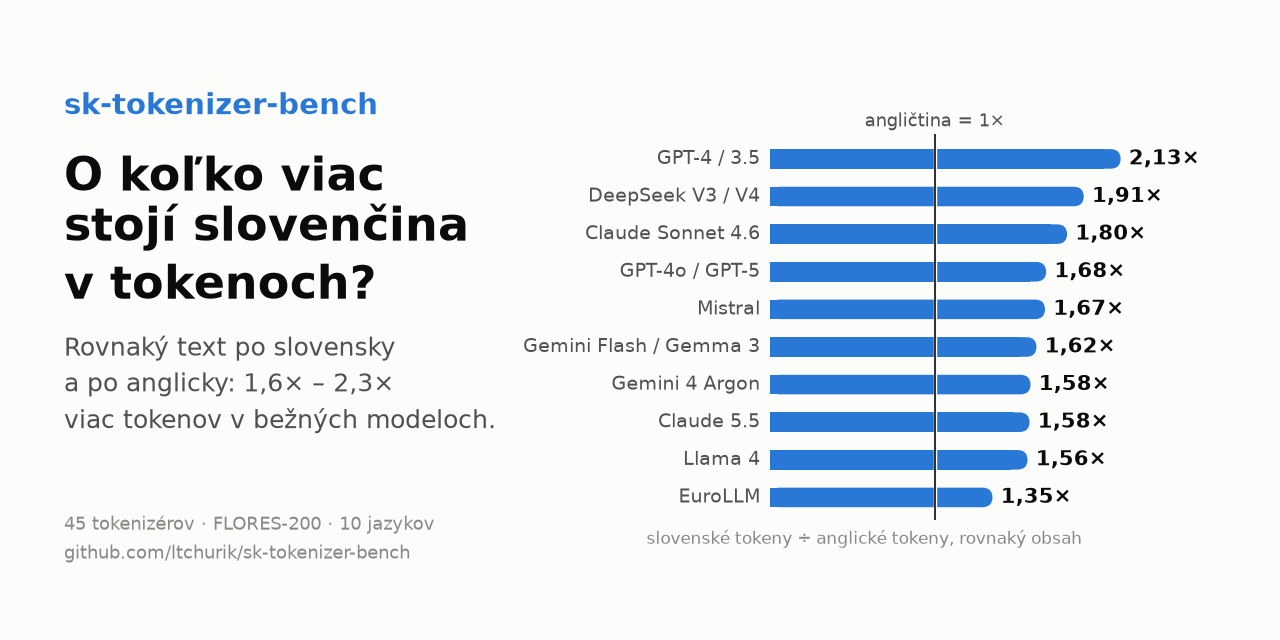 sk-tokenizer-bench
O koľko viac
stojí slovenčina
v tokenoch?
Rovnaký text po slovensky
a po anglicky: 1,6× – 2,3×
viac tokenov v bežných modeloch.
45 tokenizérov · FLORES-200 · 10 jazykov
github.com/ltchurik/sk-tokenizer-bench
angličtina = 1×
GPT-4 / 3.5 2,13×
DeepSeek V3 / V4 1,91×
Claude Sonnet 4.6 1,80×
GPT-4o / GPT-5 1,68×
Mistral 1,67×
Gemini Flash / Gemma 3 1,62×
Gemini 4 Argon 1,58×
Claude 5.5 1,58×
Llama 4 1,56×
EuroLLM 1,35×
slovenské tokeny ÷ anglické tokeny, rovnaký obsah